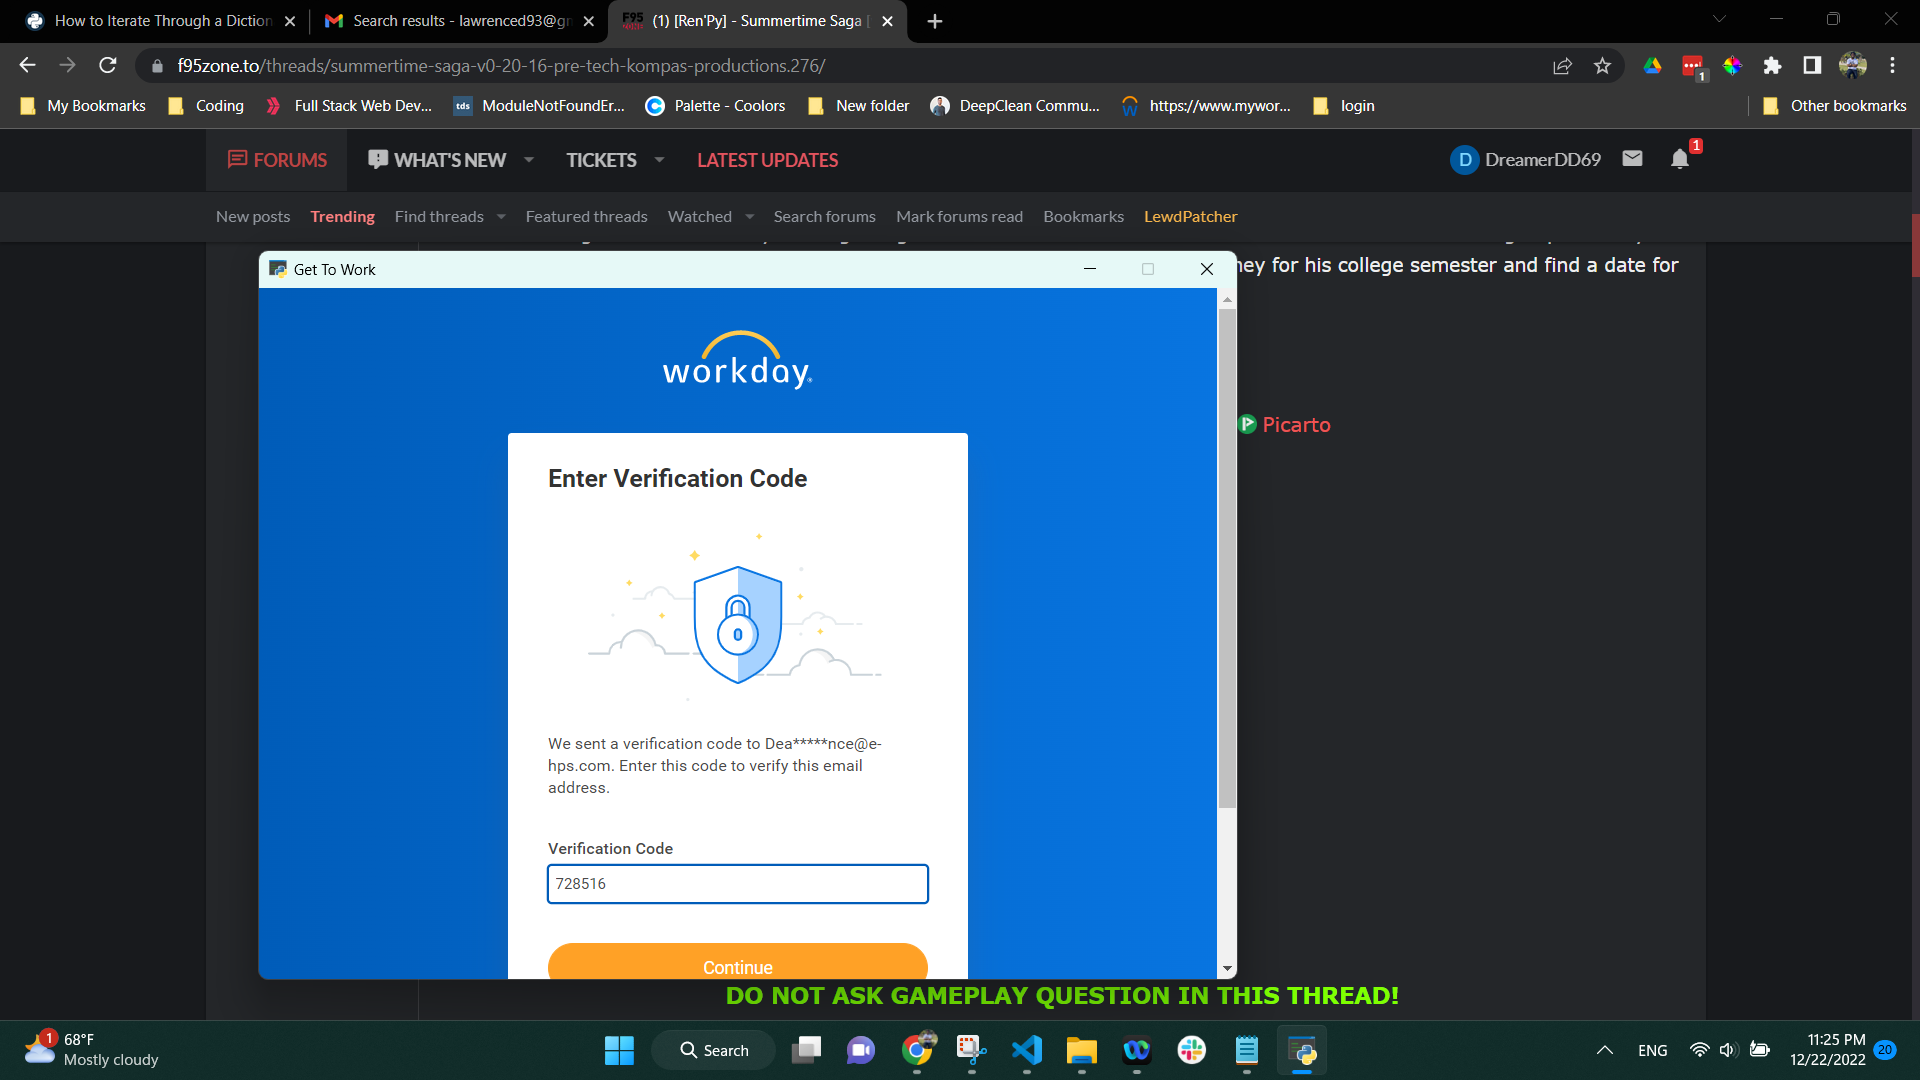 How to Iterate Through a Diction
Search results - lawrenced93@gm
F95 (1) [Ren'Py] - Summertime Saga [
f95zone.to/threads/summertime-saga-v0-20-16-pre-tech-kompas-productions.276/
1
My Bookmarks Coding Full Stack Web Dev... tds ModuleNotFoundEr... Palette - Coolors New folder DeepClean Commu... https://www.mywor... login Other bookmarks
FORUMS WHAT'S NEW TICKETS LATEST UPDATES D DreamerDD69 1
New posts Trending Find threads Featured threads Watched Search forums Mark forums read Bookmarks LewdPatcher
ney for his college semester and find a date for
Get To Work
workday
Picarto
Enter Verification Code
We sent a verification code to Dea*****nce@e-
hps.com. Enter this code to verify this email
address.
Verification Code
728516
Continue
DO NOT ASK GAMEPLAY QUESTION IN THIS THREAD!
1 68°F
Mostly cloudy
Search
ENG
11:25 PM
12/22/2022
20